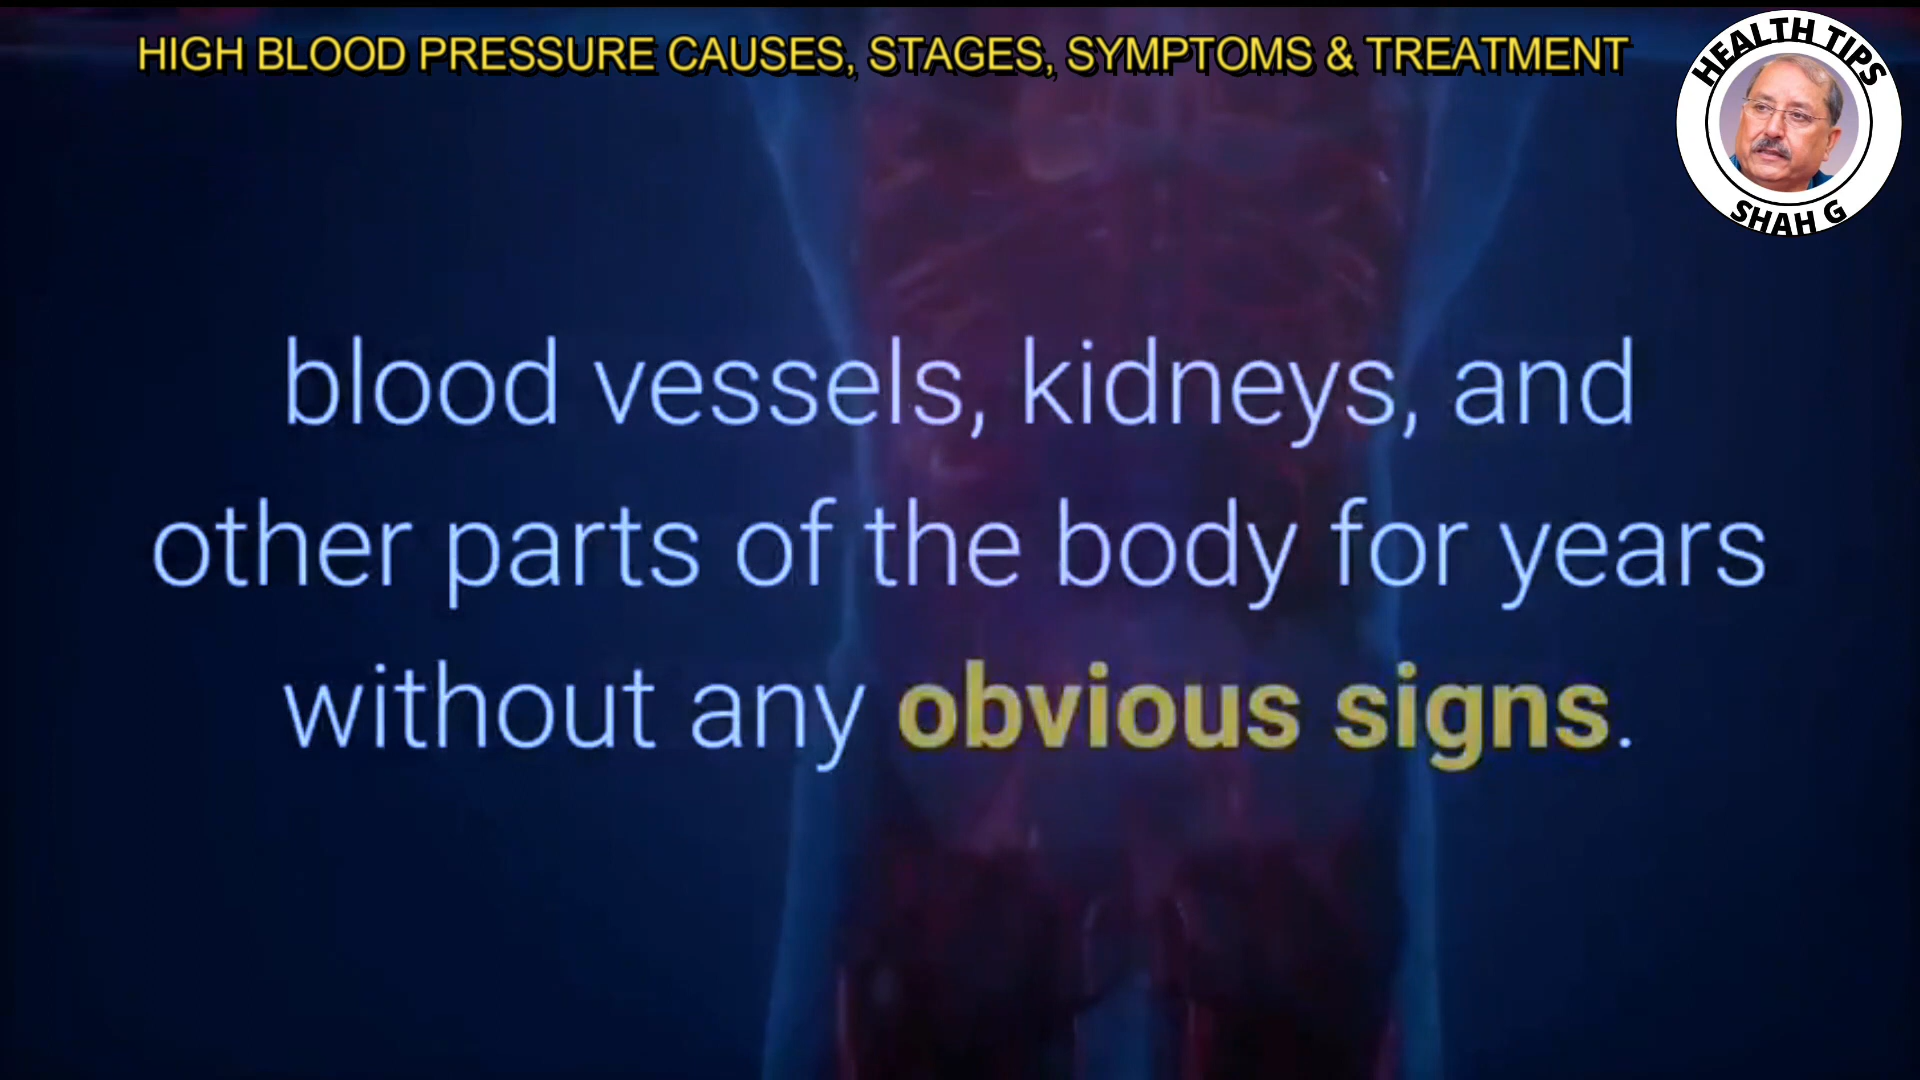 HIGH BLOOD PRESSURE CAUSES, STAGES, SYMPTOMS & TREATMENT
HEALTH TIPS
SHAH G
blood vessels, kidneys, and
other parts of the body for years
without any obvious signs.